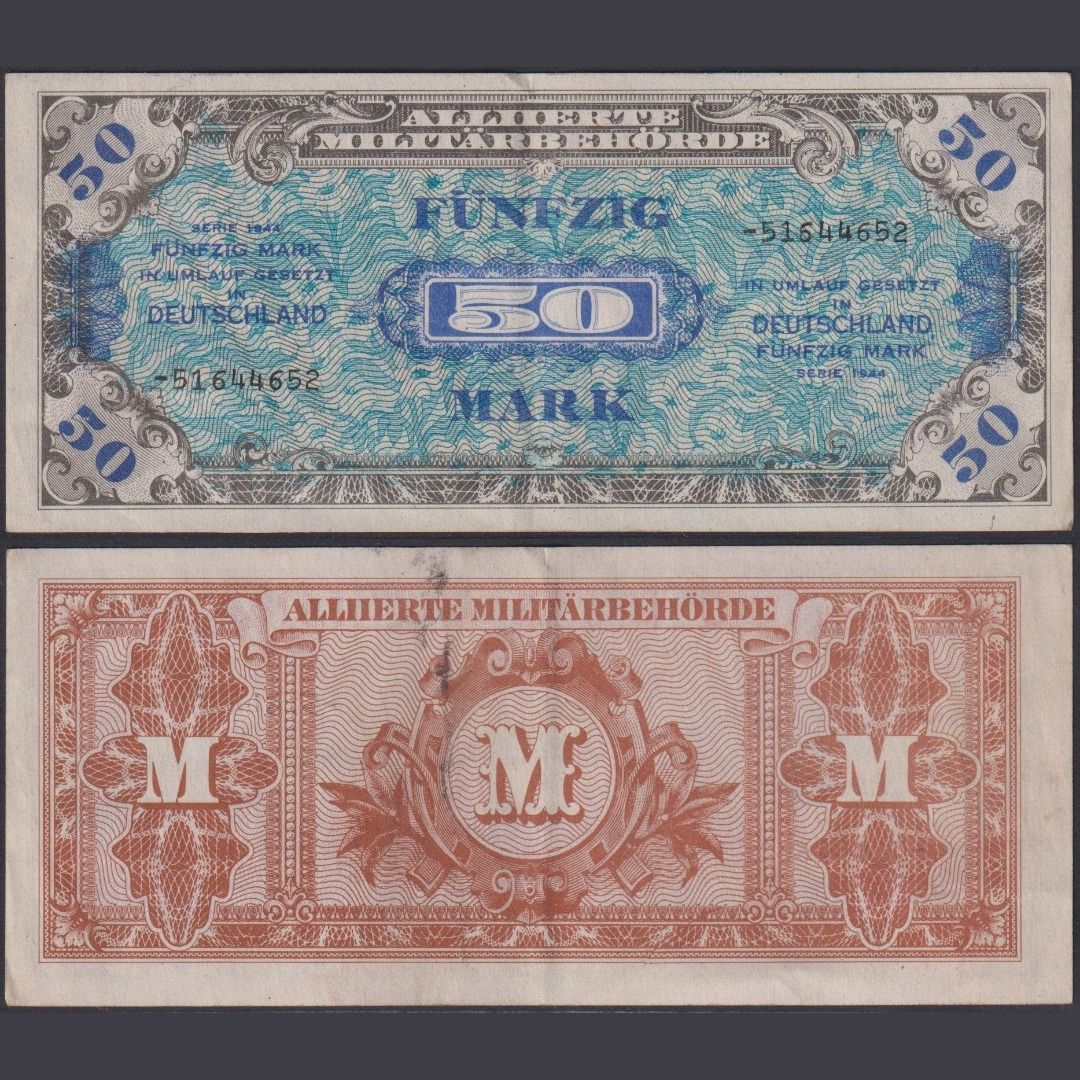 ALLIIERTE
MILITÄRBEHÖRDE
50
50
FÜNFZIG
-51644652
SERIE 1944
FÜNFZIG MARK
IN UMLAUF GESETZT
IN
DEUTSCHLAND
50
IN UMLAUF GESETZT
IN
DEUTSCHLAND
FÜNFZIG MARK
SERIE 1944
-51644652
MARK
50
50
ALLIIERTE MILITÄRBEHÖRDE
M
M
M